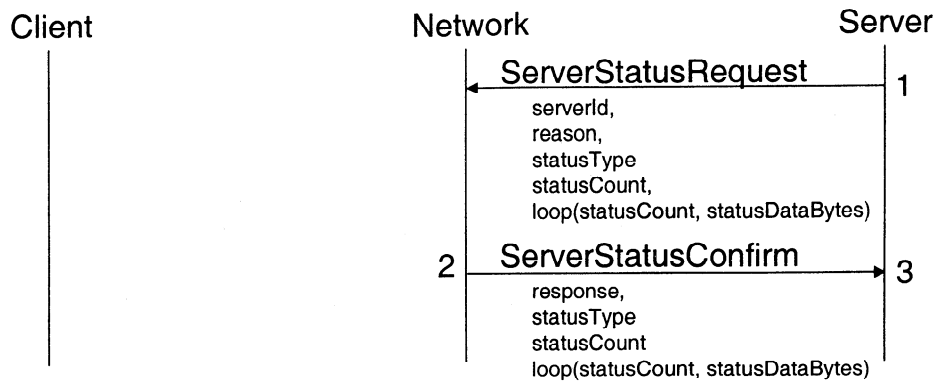 Client
Network
Server
ServerStatusRequest
1
serverId,
reason,
statusType
statusCount,
loop(statusCount, statusDataBytes)
2
ServerStatusConfirm
3
response,
statusType
statusCount
loop(statusCount, statusDataBytes)